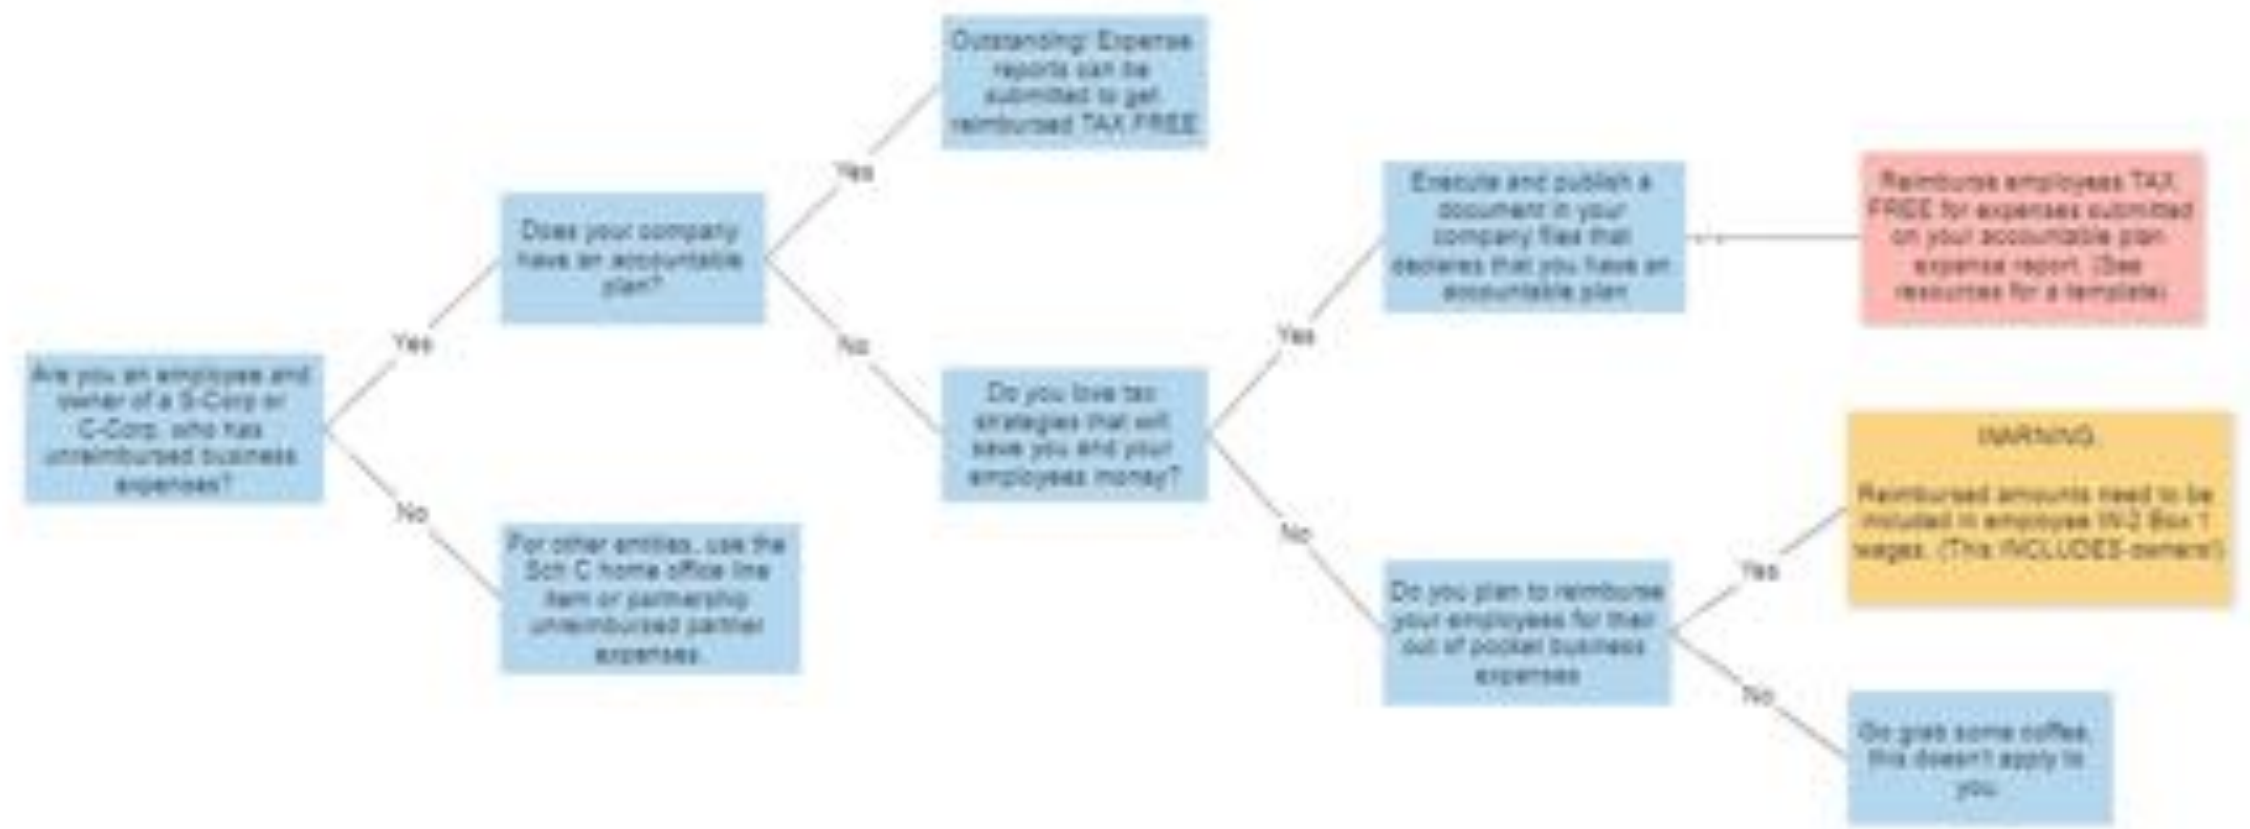 Outstanding! Expense
reports can be
submitted to get
reimbursed TAX FREE
Yes
Does your company
have an accountable
plan?
Execute and publish a
document in your
company files that
declares that you have an
accountable plan
Reimburse employees TAX
FREE for expenses submitted
on your accountable plan
expense report. (See
resources for a template)
Yes
No
Yes
Are you an employee and
owner of a S-Corp or
C-Corp, who has
unreimbursed business
expenses?
Do you love tax
strategies that will
save you and your
employees money?
WARNING
Reimbursed amounts need to be
included in employee W-2 Box 1
wages. (This INCLUDES owners!)
No
No
For other entities, use the
Sch C home office line
item or partnership
unreimbursed partner
expenses.
Yes
Do you plan to reimburse
your employees for their
out of pocket business
expenses
No
Go grab some coffee,
this doesn't apply to
you